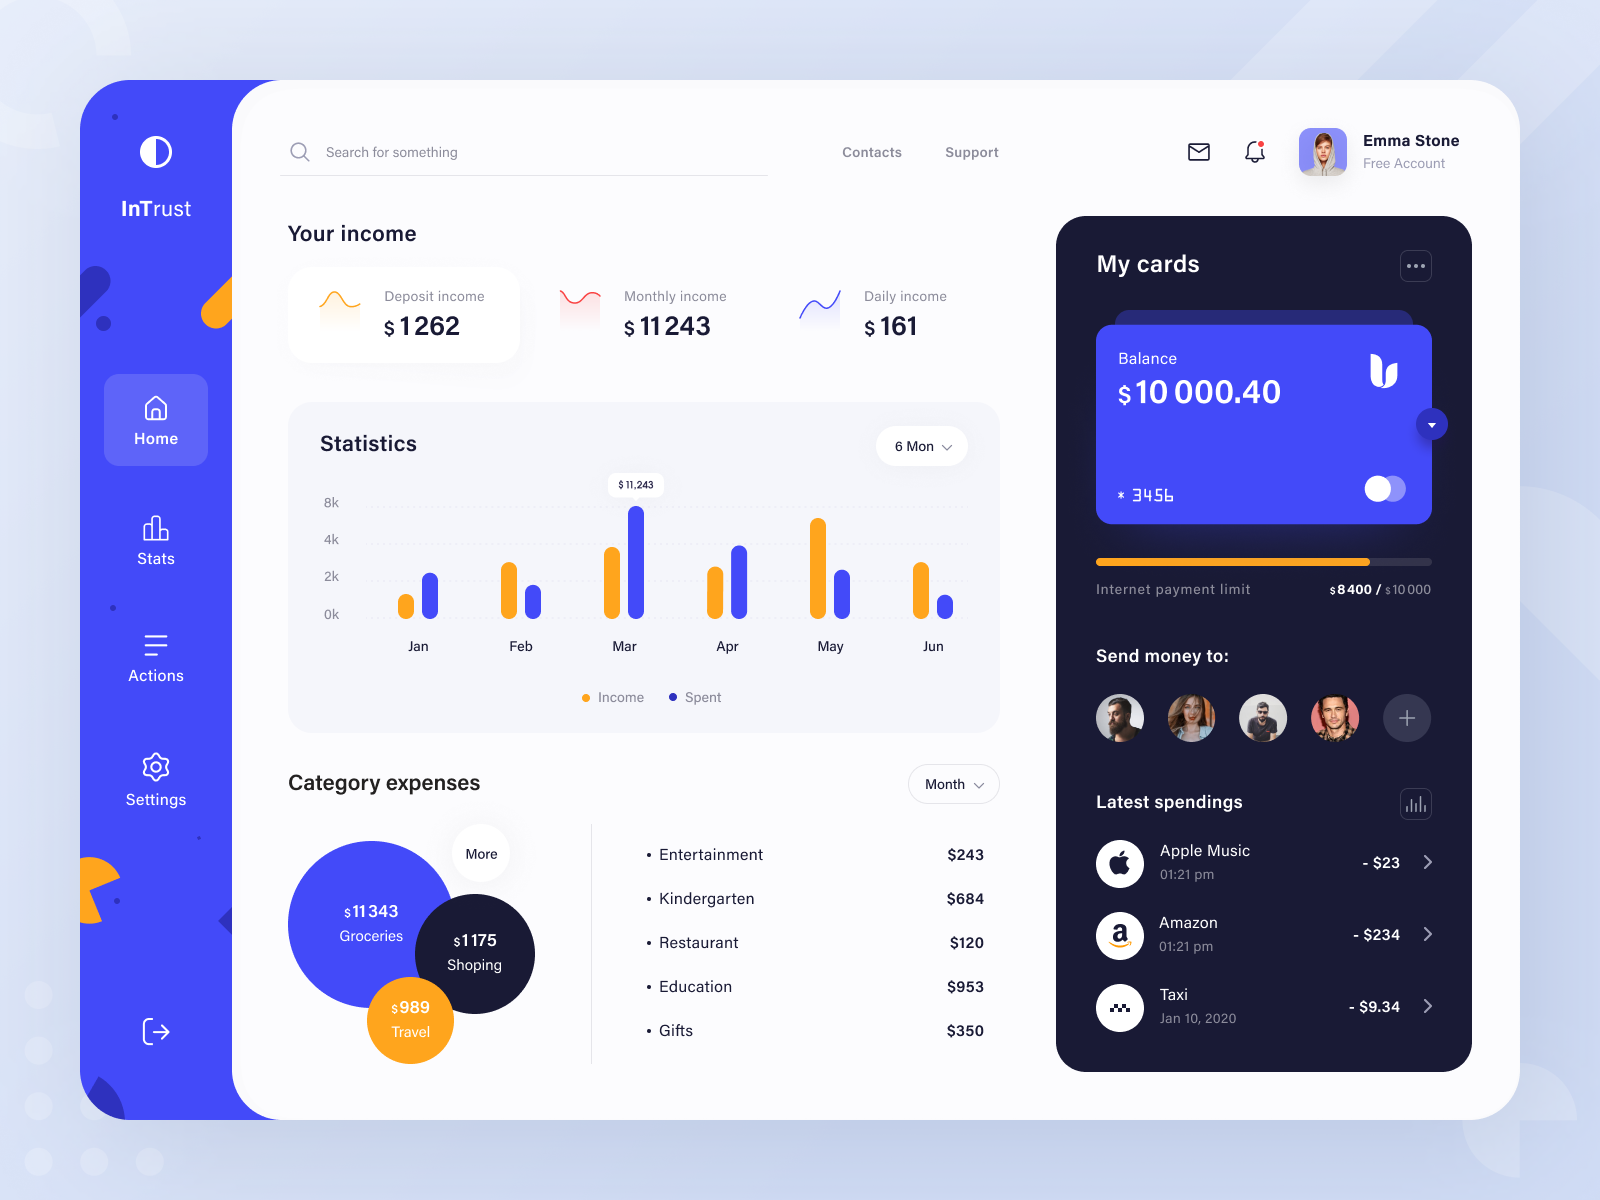 InTrust
Home
Stats
Actions
Settings
Search for something
Contacts
Support
Emma Stone
Free Account
Your income
Deposit income
$ 1 262
Monthly income
$ 11 243
Daily income
$ 161
Statistics
6 Mon
$ 11,243
8k
4k
2k
0k
Jan
Feb
Mar
Apr
May
Jun
Income
Spent
Category expenses
Month
More
$ 11 343
Groceries
$ 1 175
Shoping
$ 989
Travel
• Entertainment $243
• Kindergarten $684
• Restaurant $120
• Education $953
• Gifts $350
My cards
Balance
$ 10 000.40
* 3456
Internet payment limit
$ 8 400 / $ 10 000
Send money to:
Latest spendings
Apple Music
01:21 pm
- $23
a
Amazon
01:21 pm
- $234
Taxi
Jan 10, 2020
- $9.34